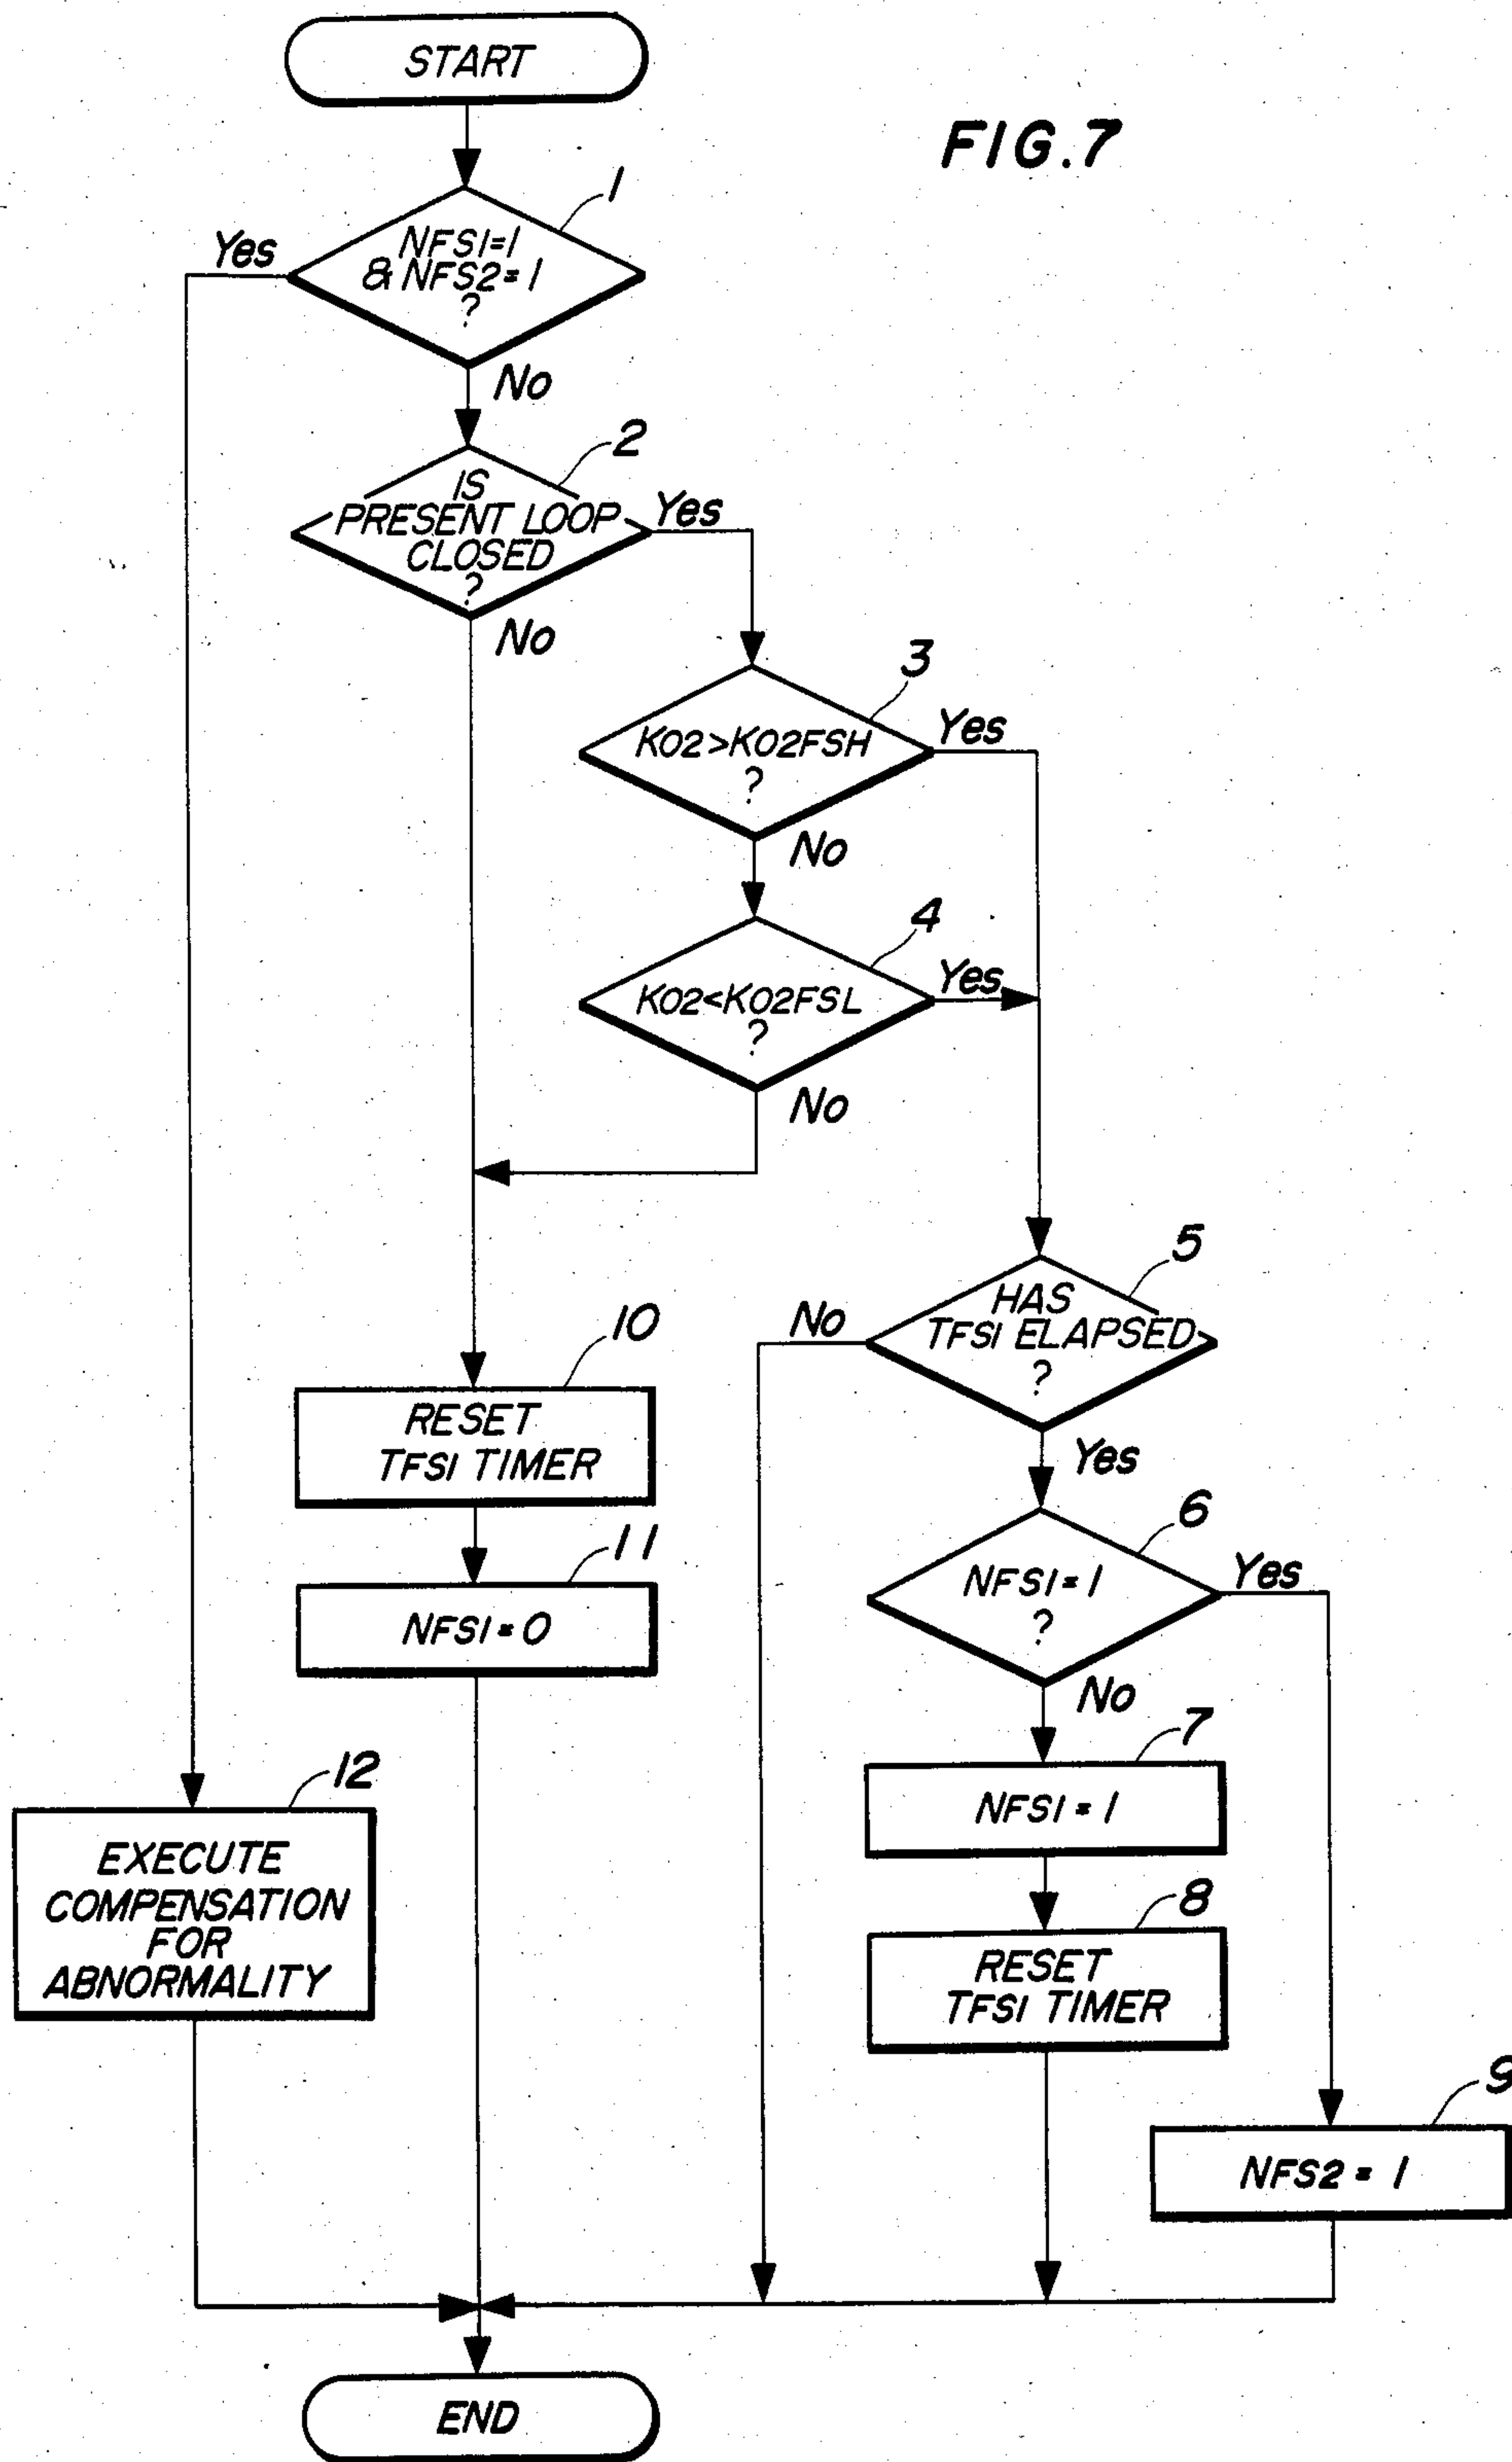 START
FIG.7
1
Yes
NFS1=1
& NFS2=1
?
No
2
IS
PRESENT LOOP
CLOSED
?
Yes
No
3
KO2>KO2FSH
?
Yes
No
4
KO2<KO2FSL
?
Yes
No
5
HAS
TFS1 ELAPSED
?
No
Yes
10
RESET
TFS1 TIMER
6
NFS1=1
?
Yes
No
11
NFS1=0
7
NFS1=1
12
EXECUTE
COMPENSATION
FOR
ABNORMALITY
8
RESET
TFS1 TIMER
9
NFS2=1
END